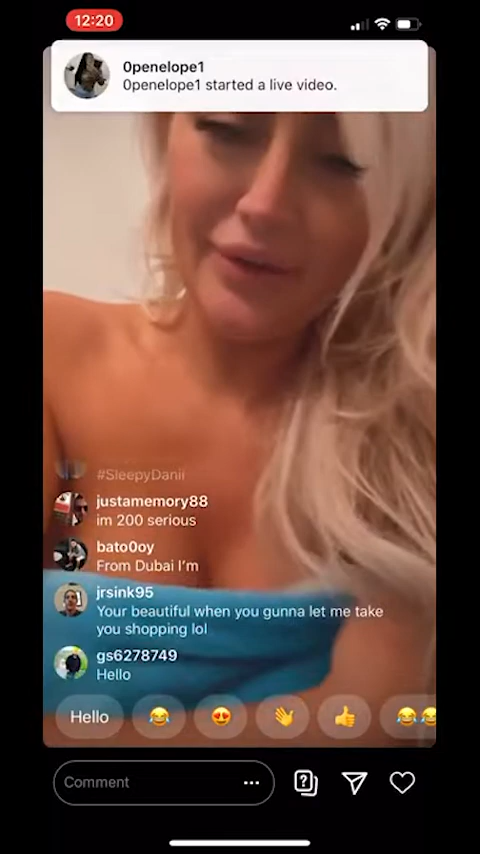 12:20
0penelope1
0penelope1 started a live video.
#SleepyDanii
justamemory88
im 200 serious
bato0oy
From Dubai I'm
jrsink95
Your beautiful when you gunna let me take
you shopping lol
gs6278749
Hello
Hello
Comment